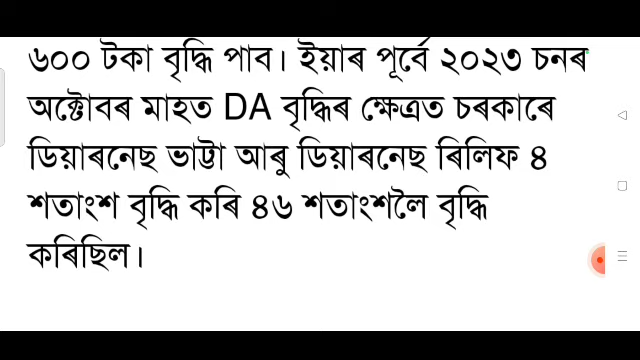 ৬০০ টকা বৃদ্ধি পাব। ইয়াৰ পূৰ্বে ২০২৩ চনৰ
অক্টোবৰ মাহত DA বৃদ্ধিৰ ক্ষেত্ৰত চৰকাৰে
ডিয়াৰনেছ ভাট্টা আৰু ডিয়াৰনেছ ৰিলিফ ৪
শতাংশ বৃদ্ধি কৰি ৪৬ শতাংশলৈ বৃদ্ধি
কৰিছিল।